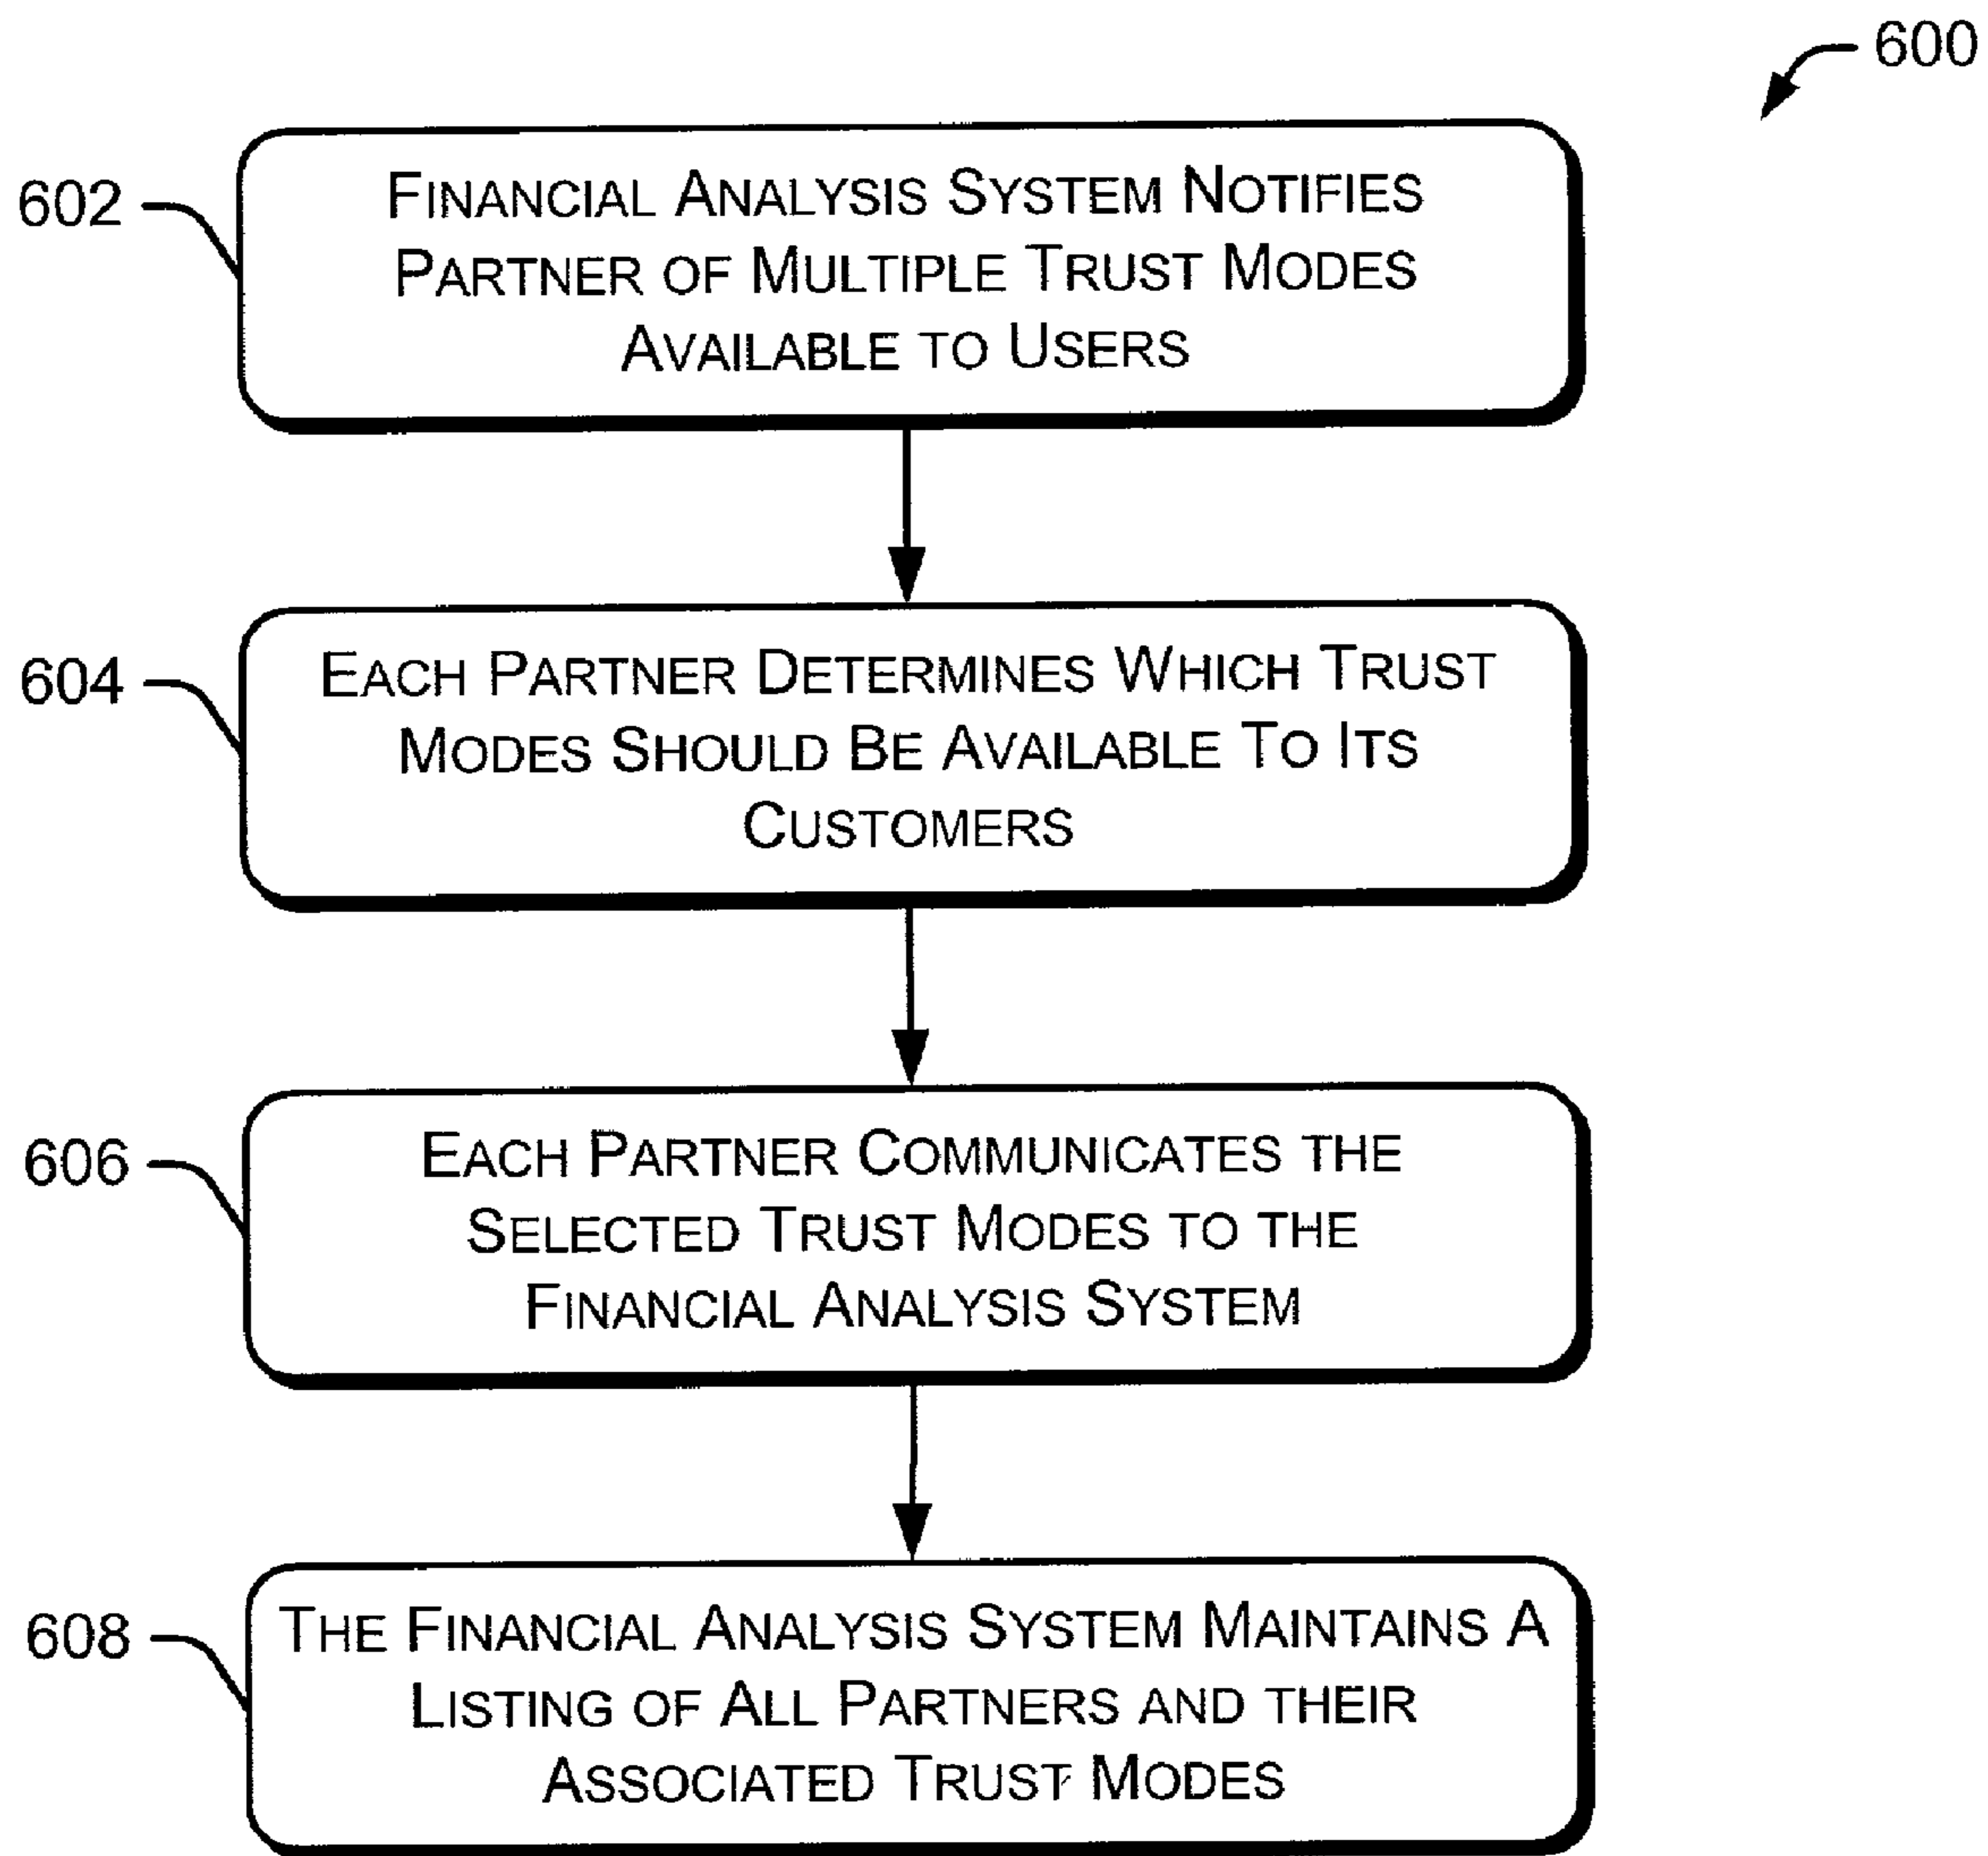 600
602
FINANCIAL ANALYSIS SYSTEM NOTIFIES
PARTNER OF MULTIPLE TRUST MODES
AVAILABLE TO USERS
604
EACH PARTNER DETERMINES WHICH TRUST
MODES SHOULD BE AVAILABLE TO ITS
CUSTOMERS
606
EACH PARTNER COMMUNICATES THE
SELECTED TRUST MODES TO THE
FINANCIAL ANALYSIS SYSTEM
608
THE FINANCIAL ANALYSIS SYSTEM MAINTAINS A
LISTING OF ALL PARTNERS AND THEIR
ASSOCIATED TRUST MODES